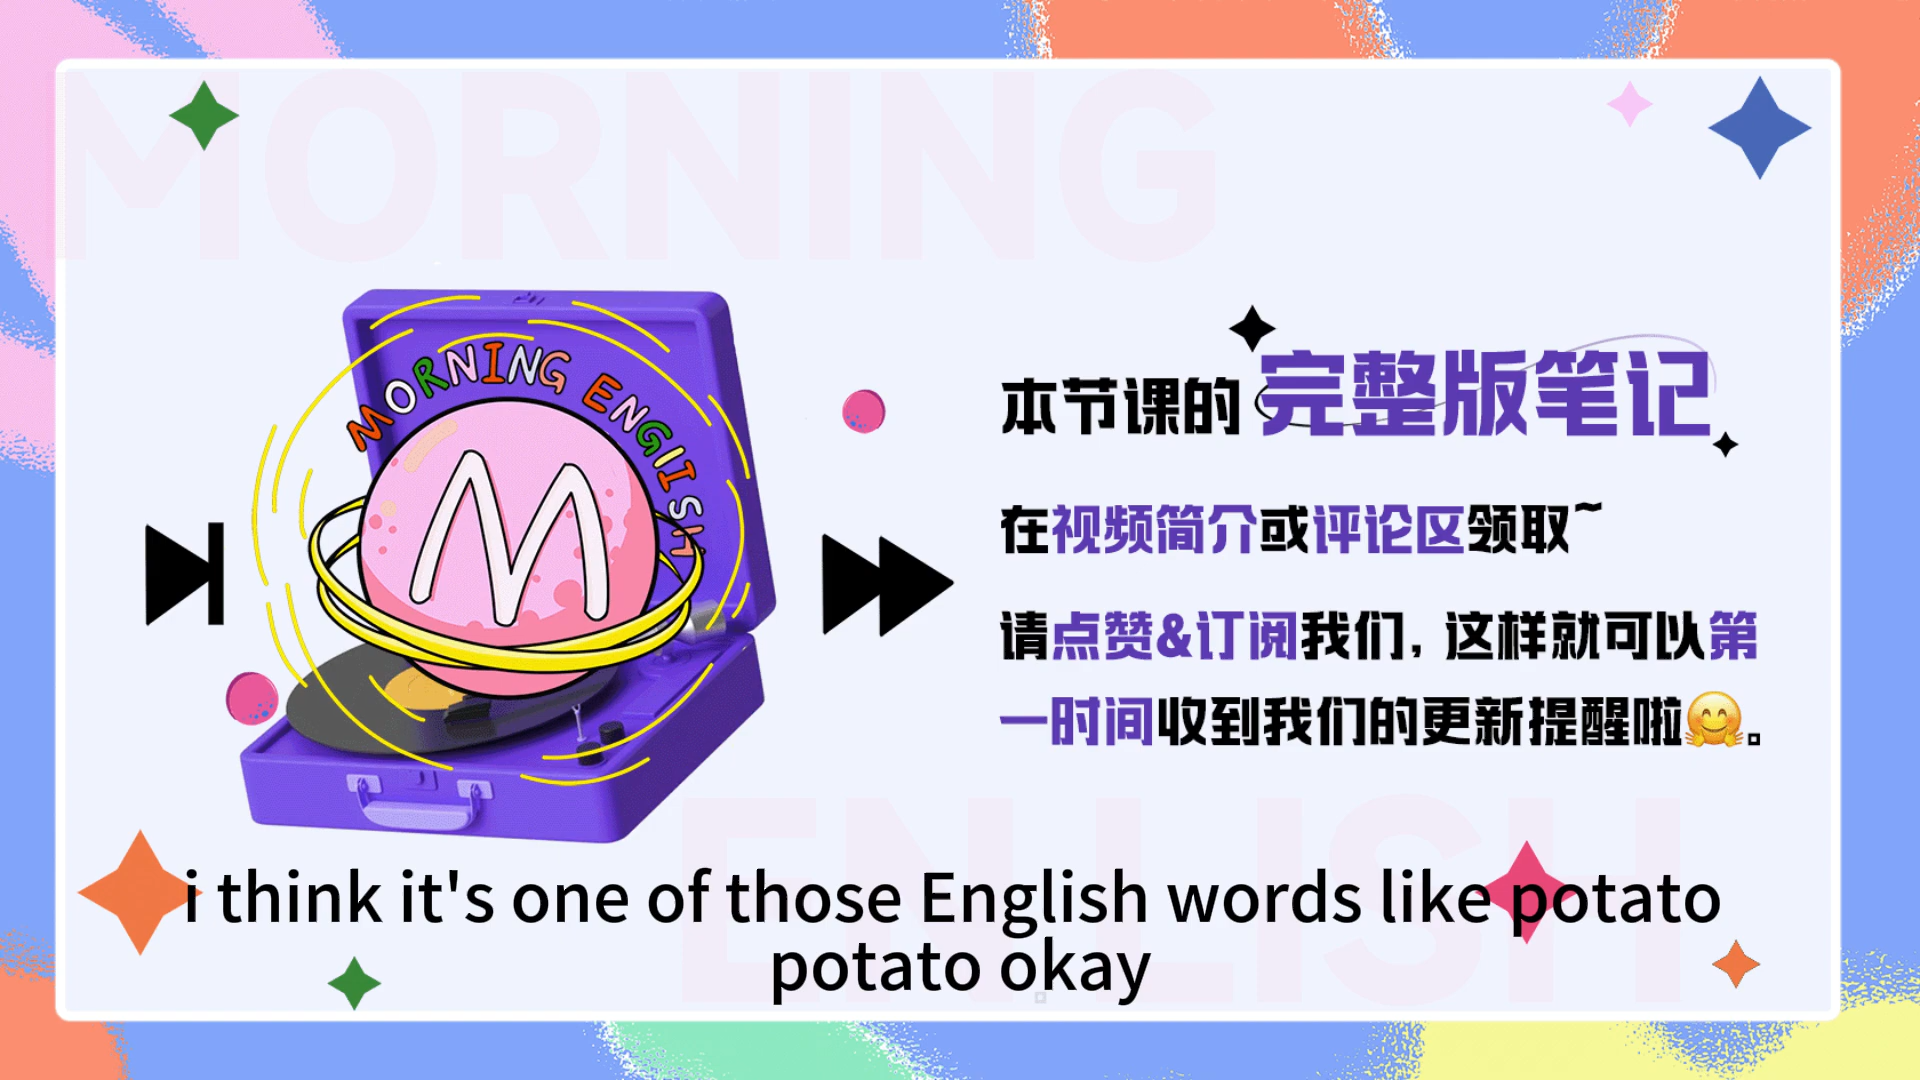 MORNING
MORNING ENGLISH
M
本节课的完整版笔记
在视频简介或评论区领取~
请点赞&订阅我们, 这样就可以第
一时间收到我们的更新提醒啦🤗。
i think it's one of those English words like potato
potato okay